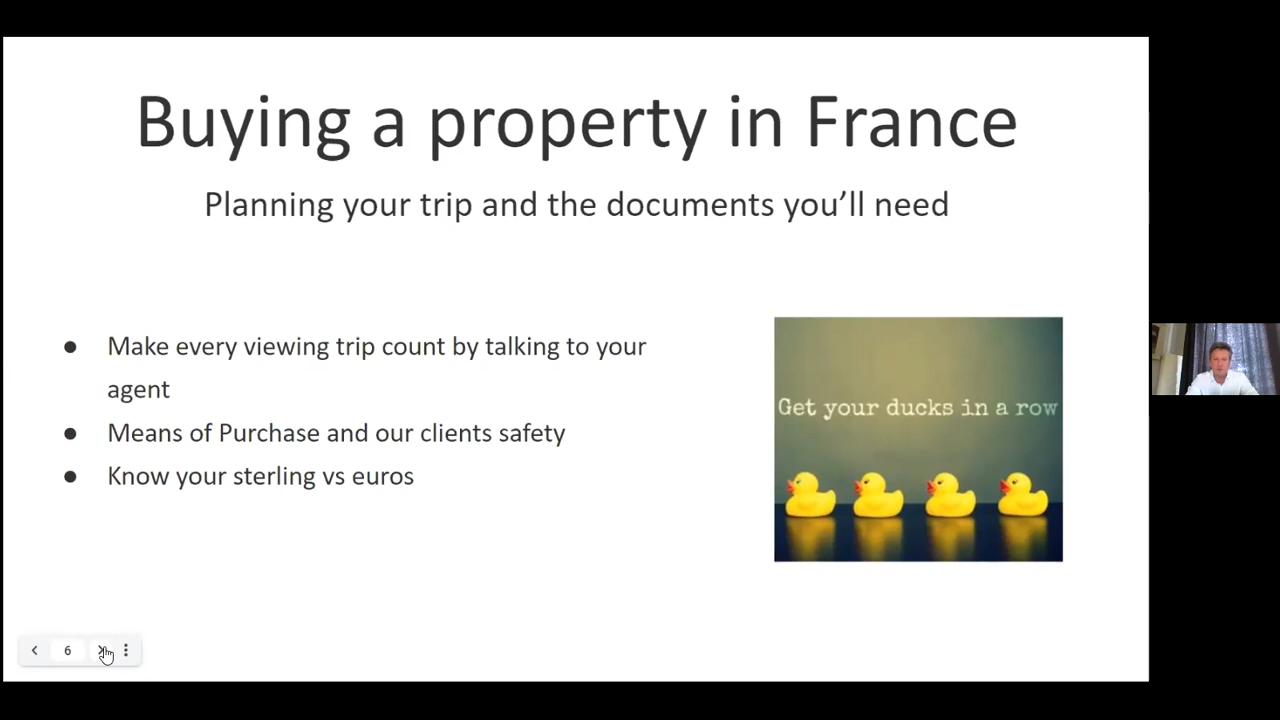 Buying a property in France
Planning your trip and the documents you’ll need
● Make every viewing trip count by talking to your
agent
● Means of Purchase and our clients safety
● Know your sterling vs euros
Get your ducks in a row
6